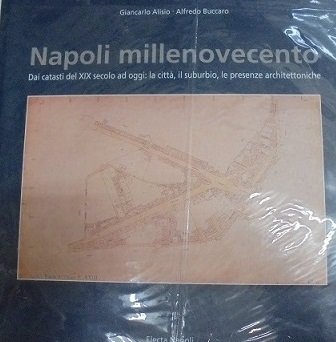 Giancarlo Alisio - Alfredo Buccaro
Napoli millenovecento
Dai catasti del XIX secolo ad oggi: la città, il suburbio, le presenze architettoniche
Electa Napoli